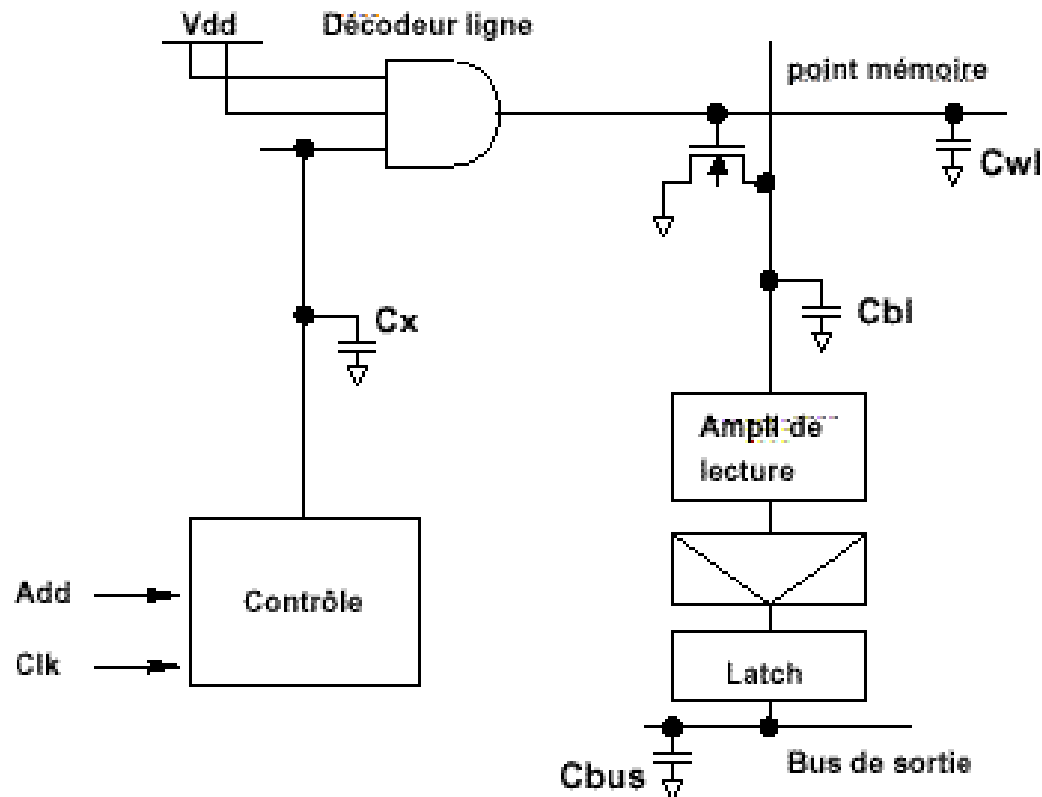 Vdd
Décodeur ligne
point mémoire
Cwl
Cx
Cbl
Ampli de
lecture
Add
Contrôle
Clk
Latch
Cbus
Bus de sortie